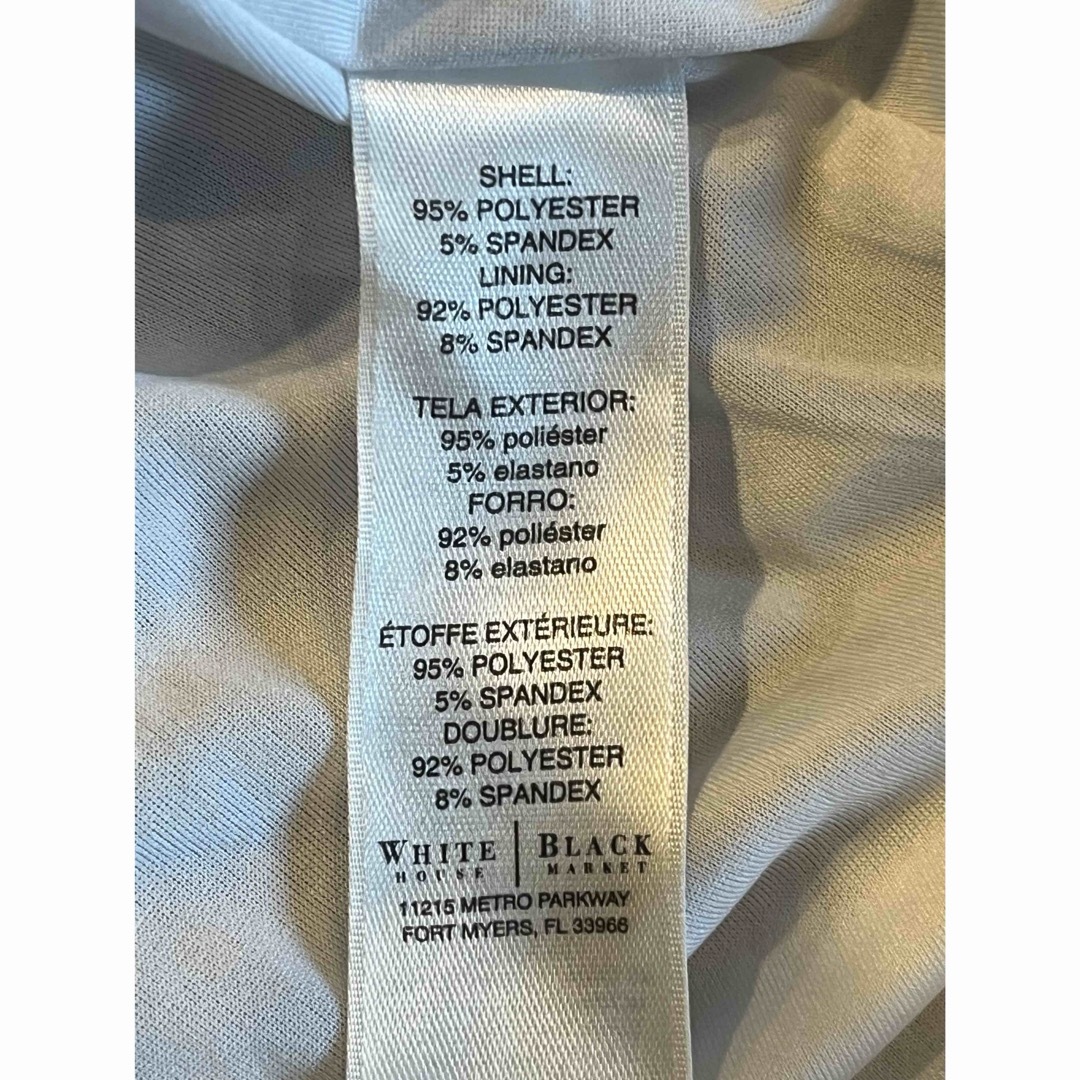 SHELL:
95% POLYESTER
5% SPANDEX
LINING:
92% POLYESTER
8% SPANDEX
TELA EXTERIOR:
95% poliéster
5% elastano
FORRO:
92% poliéster
8% elastano
ÉTOFFE EXTÉRIEURE:
95% POLYESTER
5% SPANDEX
DOUBLURE:
92% POLYESTER
8% SPANDEX
WHITE | BLACK
HOUSE | MARKET
11215 METRO PARKWAY
FORT MYERS, FL 33966